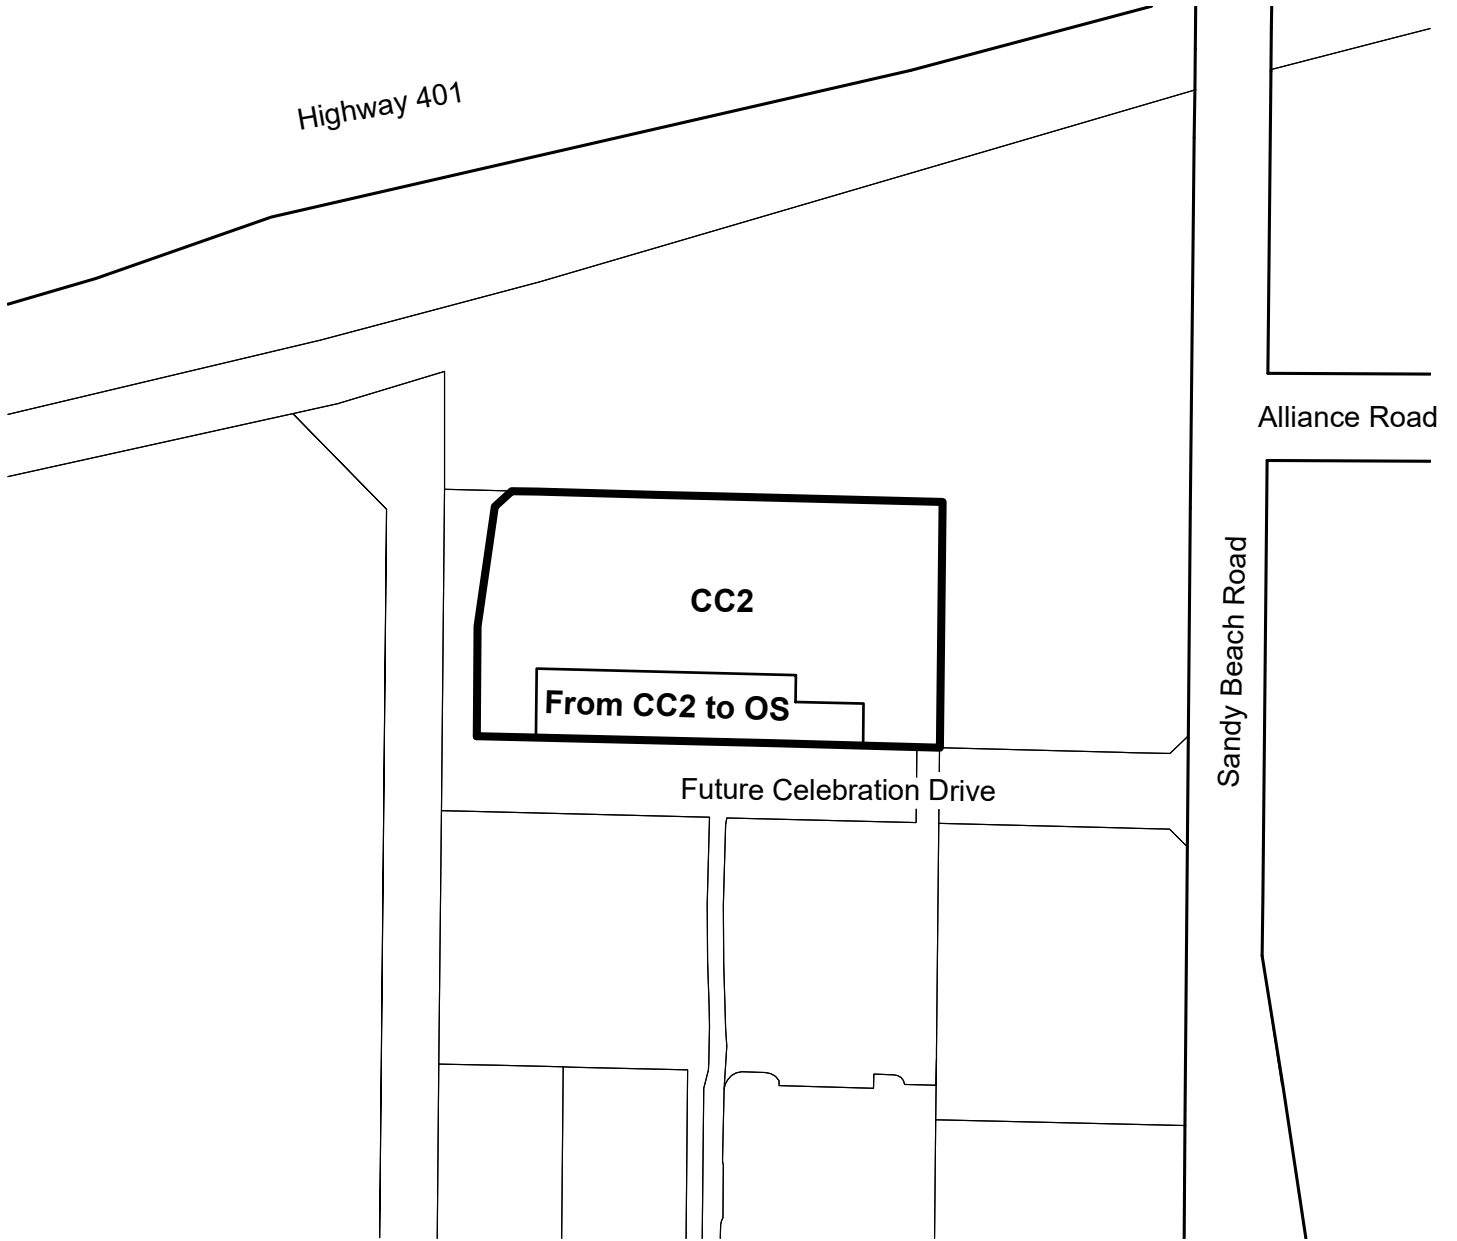 Highway 401
Alliance Road
Sandy Beach Road
CC2
From CC2 to OS
Future Celebration Drive